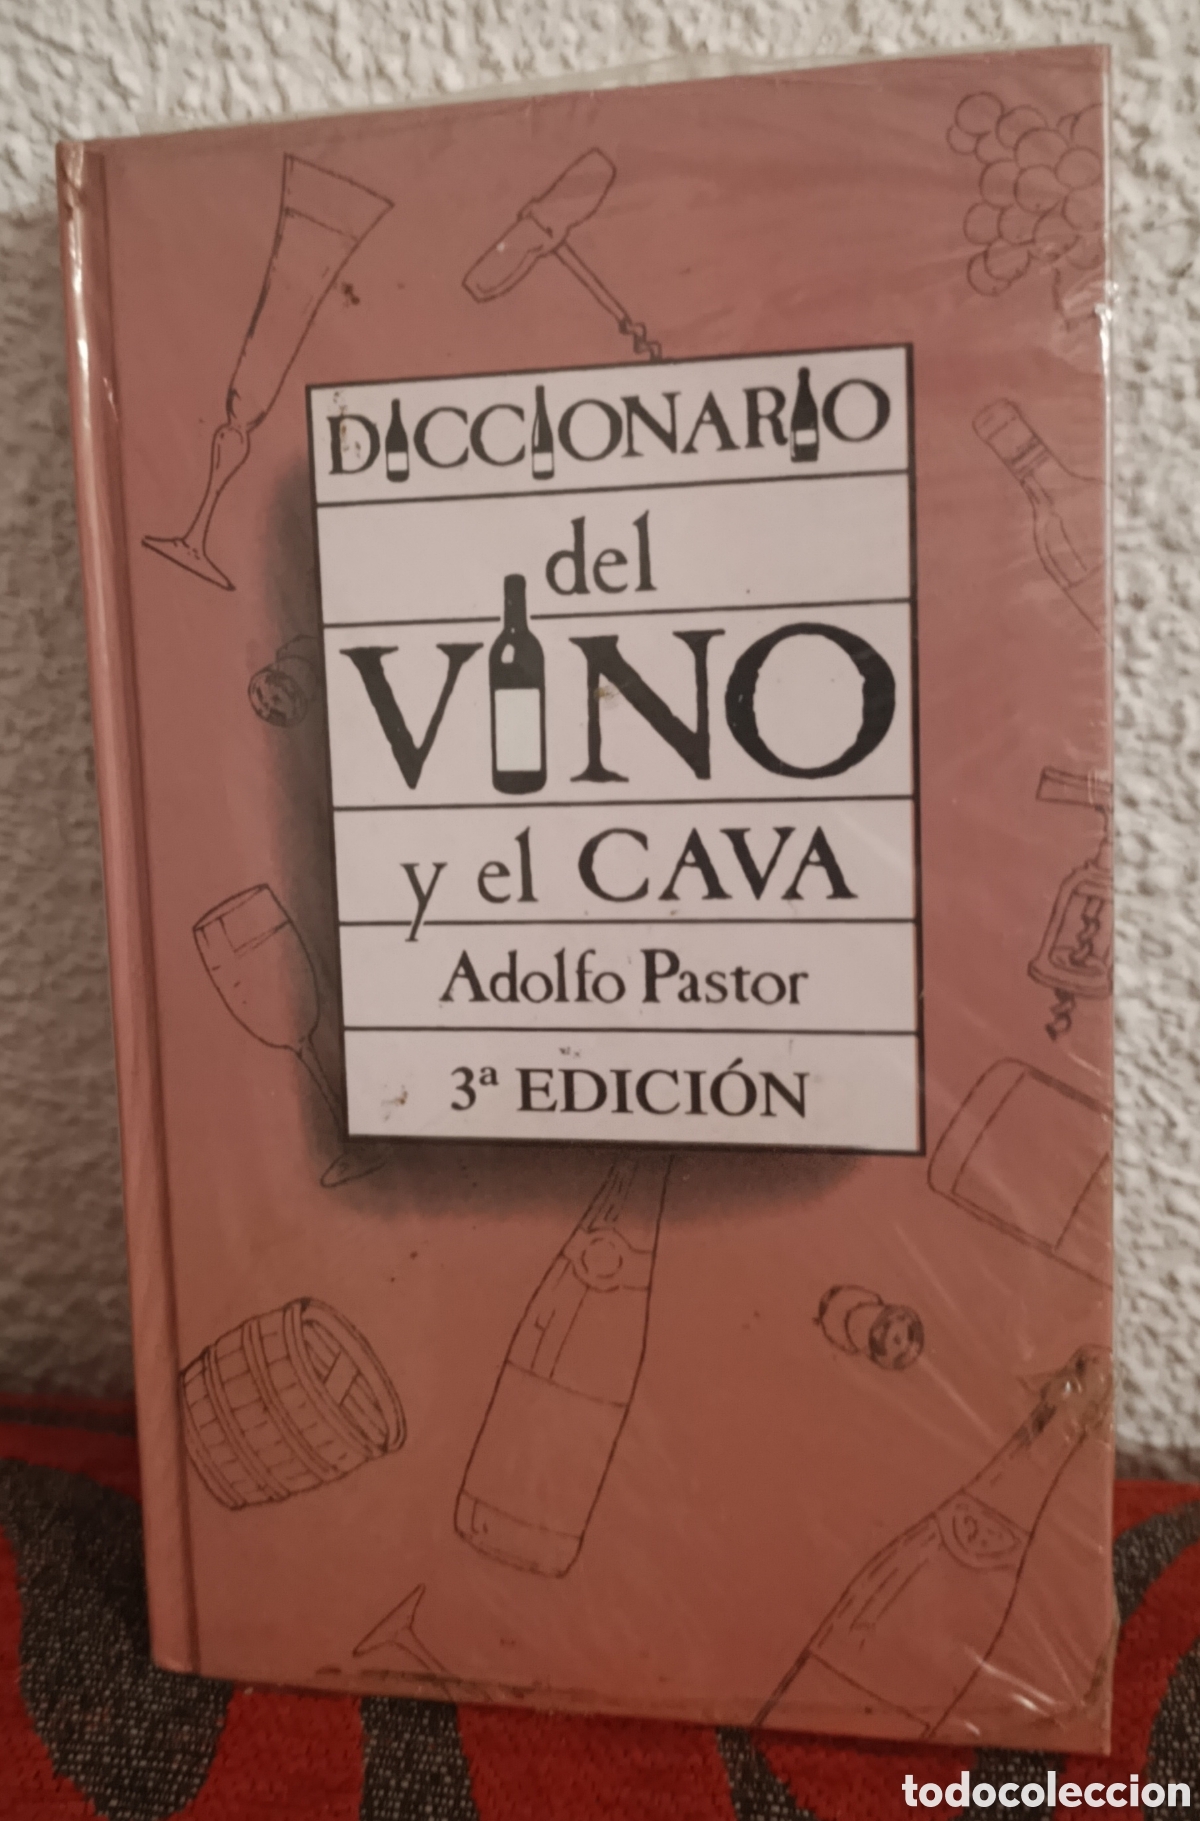 DICCIONARIO
del
VINO
y el CAVA
Adolfo Pastor
3ª EDICIÓN
todocoleccion